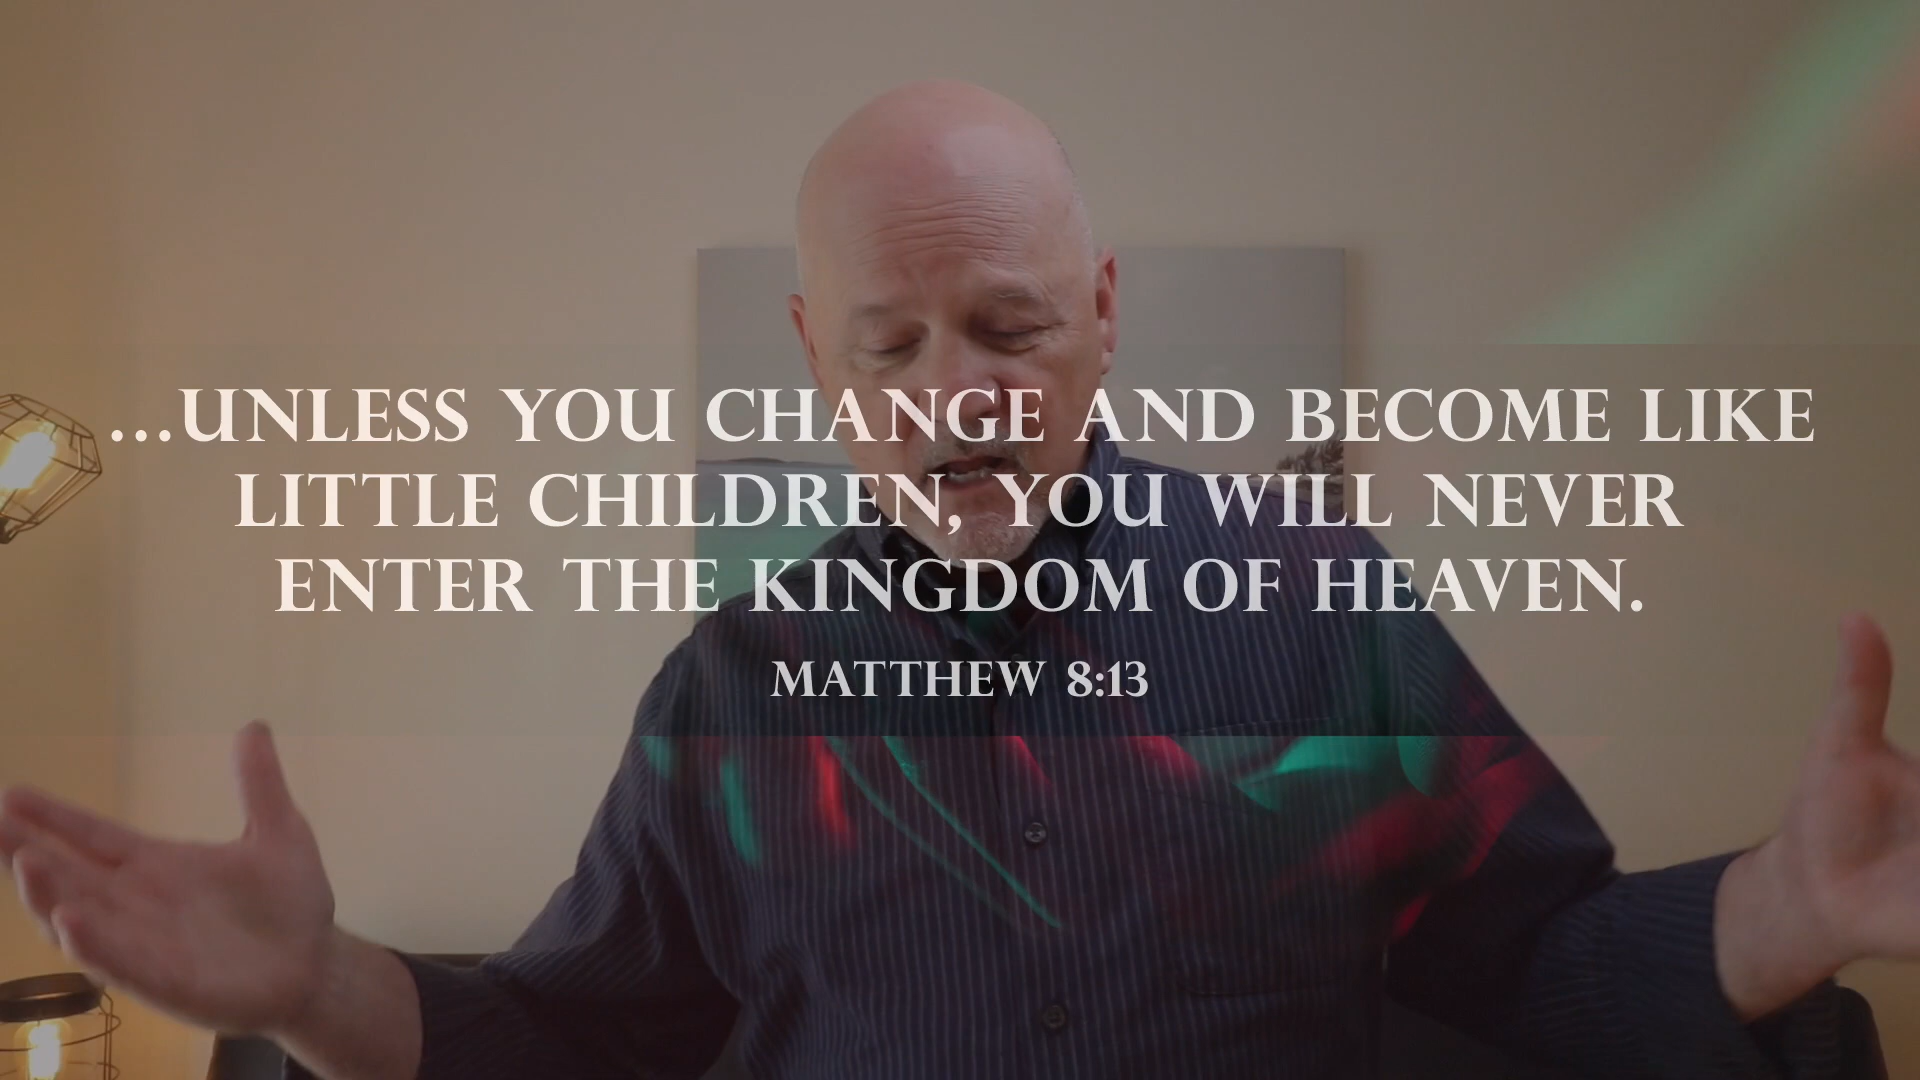 ...UNLESS YOU CHANGE AND BECOME LIKE
LITTLE CHILDREN, YOU WILL NEVER
ENTER THE KINGDOM OF HEAVEN.
MATTHEW 8:13